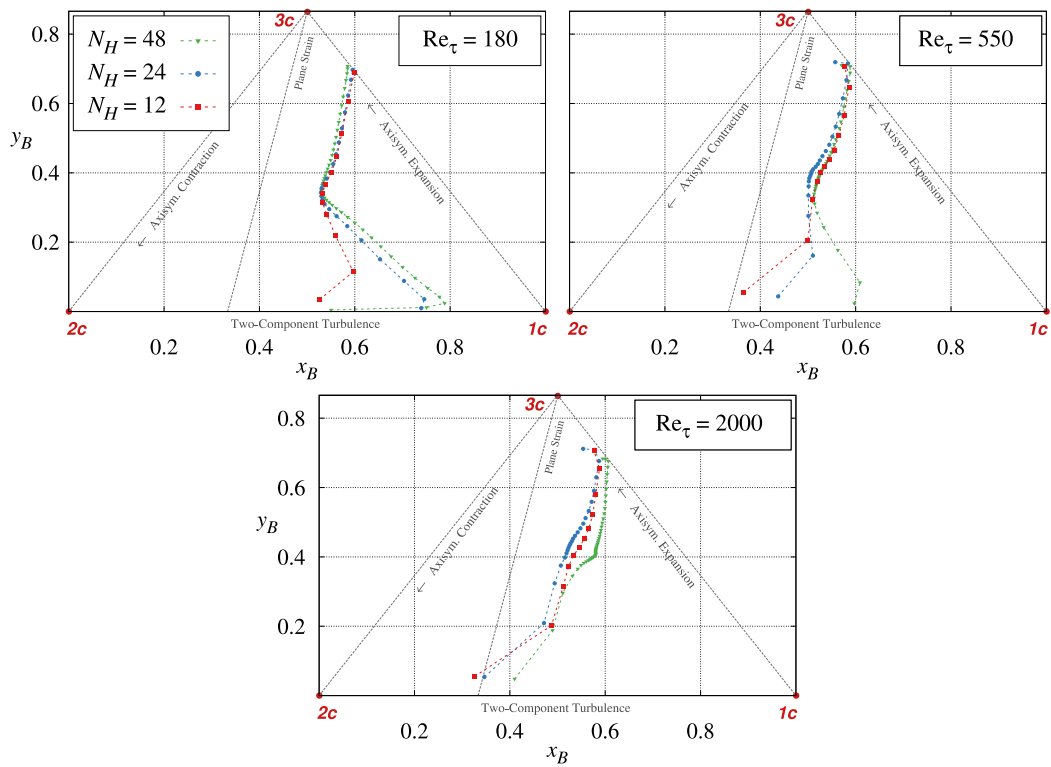 3c
N_H = 48
N_H = 24
N_H = 12
Re_τ = 180
Plane Strain
← Axisym. Contraction
← Axisym. Expansion
y_B
0.8
0.6
0.4
0.2
2c
Two-Component Turbulence
1c
0.2
0.4
0.6
0.8
x_B
3c
Re_τ = 550
Plane Strain
← Axisym. Contraction
← Axisym. Expansion
2c
Two-Component Turbulence
1c
0.2
0.4
0.6
0.8
x_B
3c
Re_τ = 2000
Plane Strain
← Axisym. Contraction
← Axisym. Expansion
y_B
0.8
0.6
0.4
0.2
2c
Two-Component Turbulence
1c
0.2
0.4
0.6
0.8
x_B